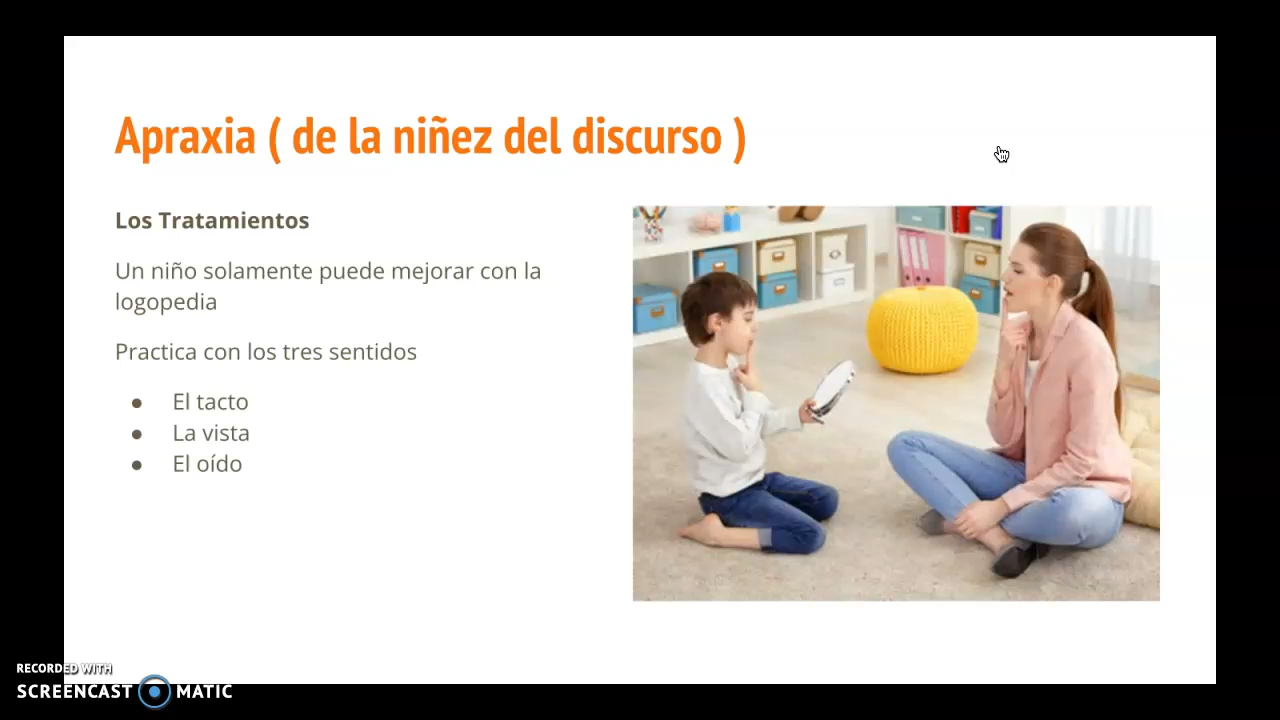 Apraxia ( de la niñez del discurso )
Los Tratamientos
Un niño solamente puede mejorar con la
logopedia
Practica con los tres sentidos
● El tacto
● La vista
● El oído
RECORDED WITH
SCREENCAST MATIC